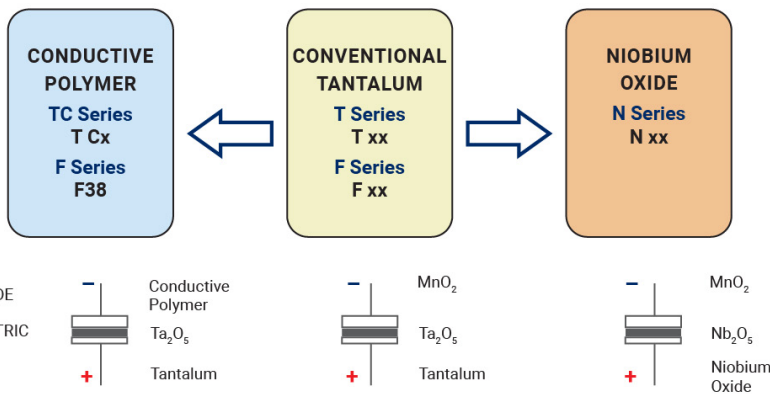 CONDUCTIVE
POLYMER
TC Series
T Cx
F Series
F38
CONVENTIONAL
TANTALUM
T Series
T xx
F Series
F xx
NIOBIUM
OXIDE
N Series
N xx
DE
TRIC
−
Conductive
Polymer
Ta₂O₅
+
Tantalum
−
MnO₂
Ta₂O₅
+
Tantalum
−
MnO₂
Nb₂O₅
+
Niobium
Oxide